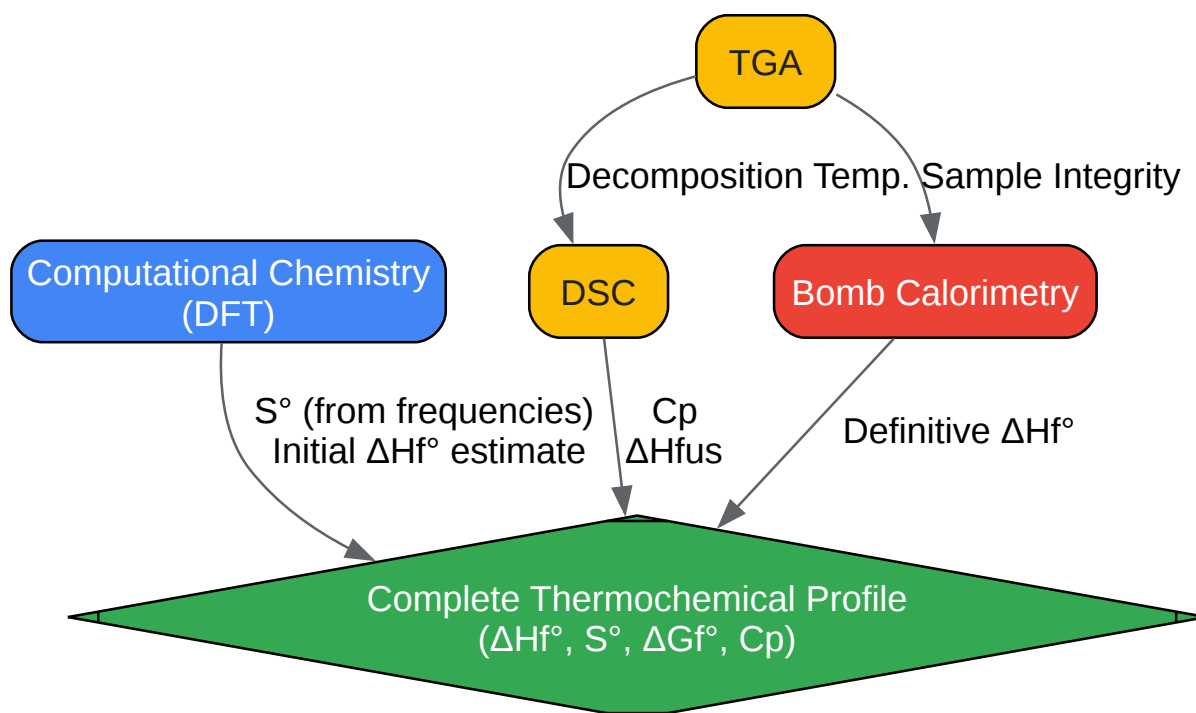 TGA
Decomposition Temp.
Sample Integrity
Computational Chemistry
(DFT)
DSC
Bomb Calorimetry
S° (from frequencies)
Initial ΔHf° estimate
Cp
ΔHfus
Definitive ΔHf°
Complete Thermochemical Profile
(ΔHf°, S°, ΔGf°, Cp)